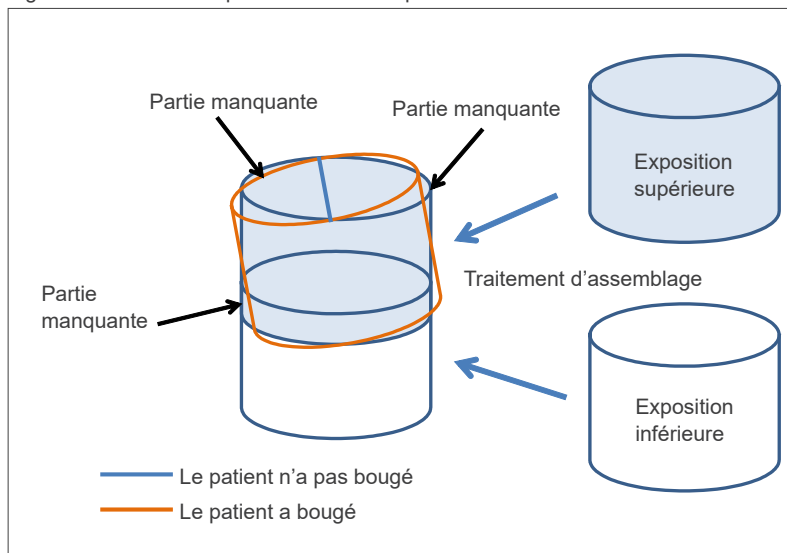 Partie manquante
Partie manquante
Exposition
supérieure
Traitement d’assemblage
Partie
manquante
Exposition
inférieure
Le patient n’a pas bougé
Le patient a bougé